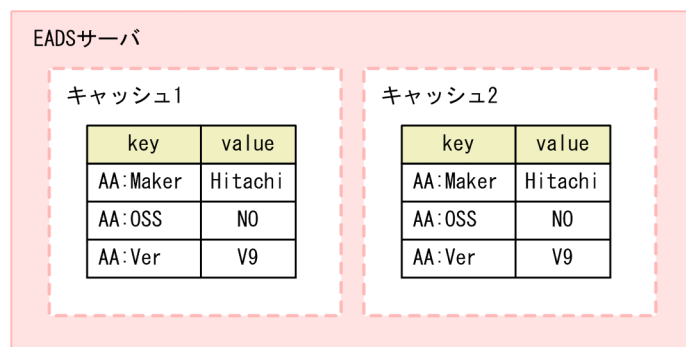 EADSサーバ
キャッシュ1
key value
AA:Maker Hitachi
AA:OSS NO
AA:Ver V9
キャッシュ2
key value
AA:Maker Hitachi
AA:OSS NO
AA:Ver V9